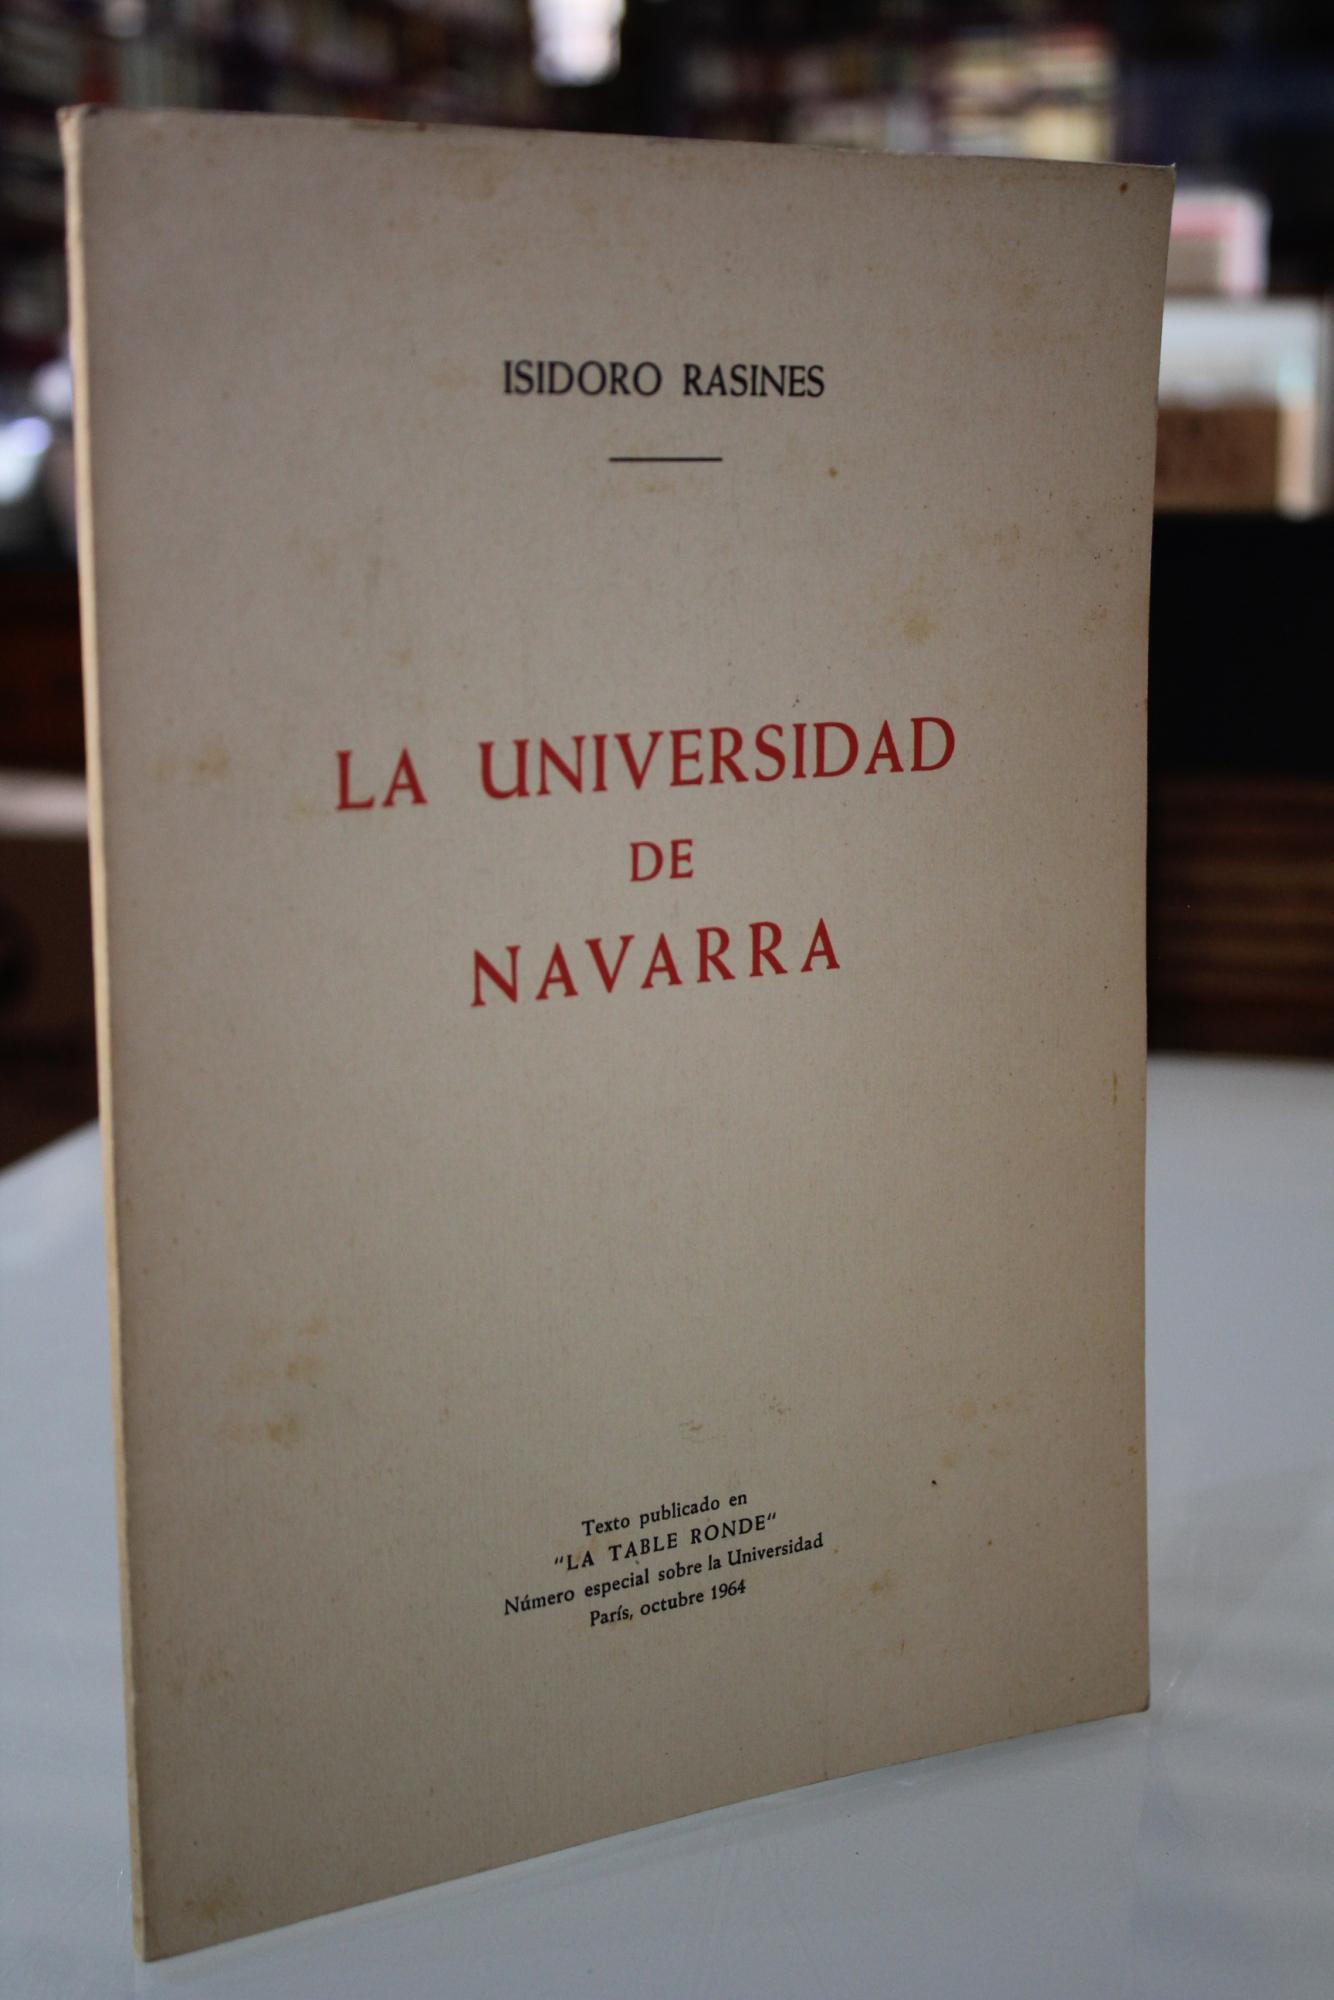 ISIDORO RASINES
LA UNIVERSIDAD
DE
NAVARRA
Texto publicado en
"LA TABLE RONDE"
Número especial sobre la Universidad
París, octubre 1964